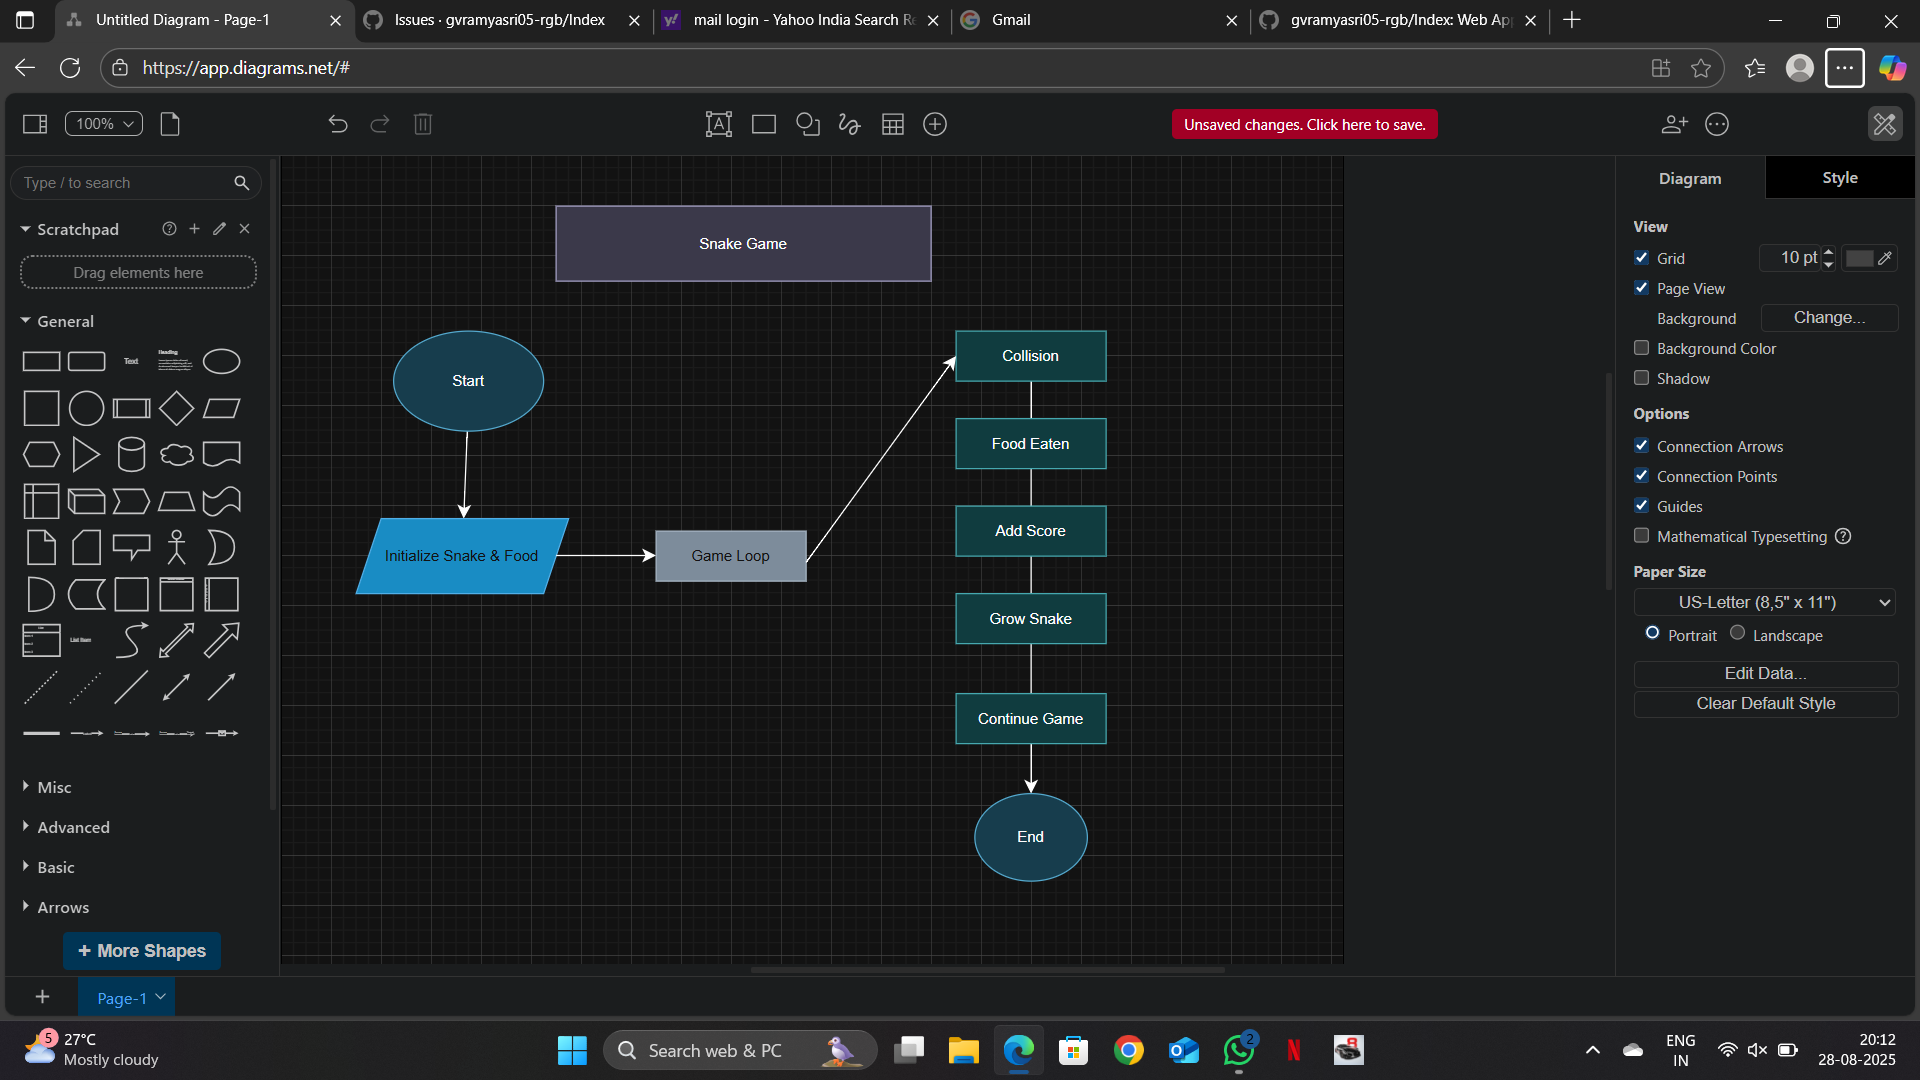 Untitled Diagram - Page-1
Issues · gvramyasri05-rgb/Index
mail login - Yahoo India Search Re
Gmail
gvramyasri05-rgb/Index: Web Ap
https://app.diagrams.net/#
100%
Unsaved changes. Click here to save.
Type / to search
Scratchpad
Drag elements here
General
Text
Heading
List Item
Misc
Advanced
Basic
Arrows
+ More Shapes
Snake Game
Start
Initialize Snake & Food
Game Loop
Collision
Food Eaten
Add Score
Grow Snake
Continue Game
End
Diagram
Style
View
Grid
10 pt
Page View
Background
Change...
Background Color
Shadow
Options
Connection Arrows
Connection Points
Guides
Mathematical Typesetting
Paper Size
US-Letter (8,5" x 11")
Portrait
Landscape
Edit Data...
Clear Default Style
Page-1
5
27°C
Mostly cloudy
Search web & PC
2
ENG
IN
20:12
28-08-2025